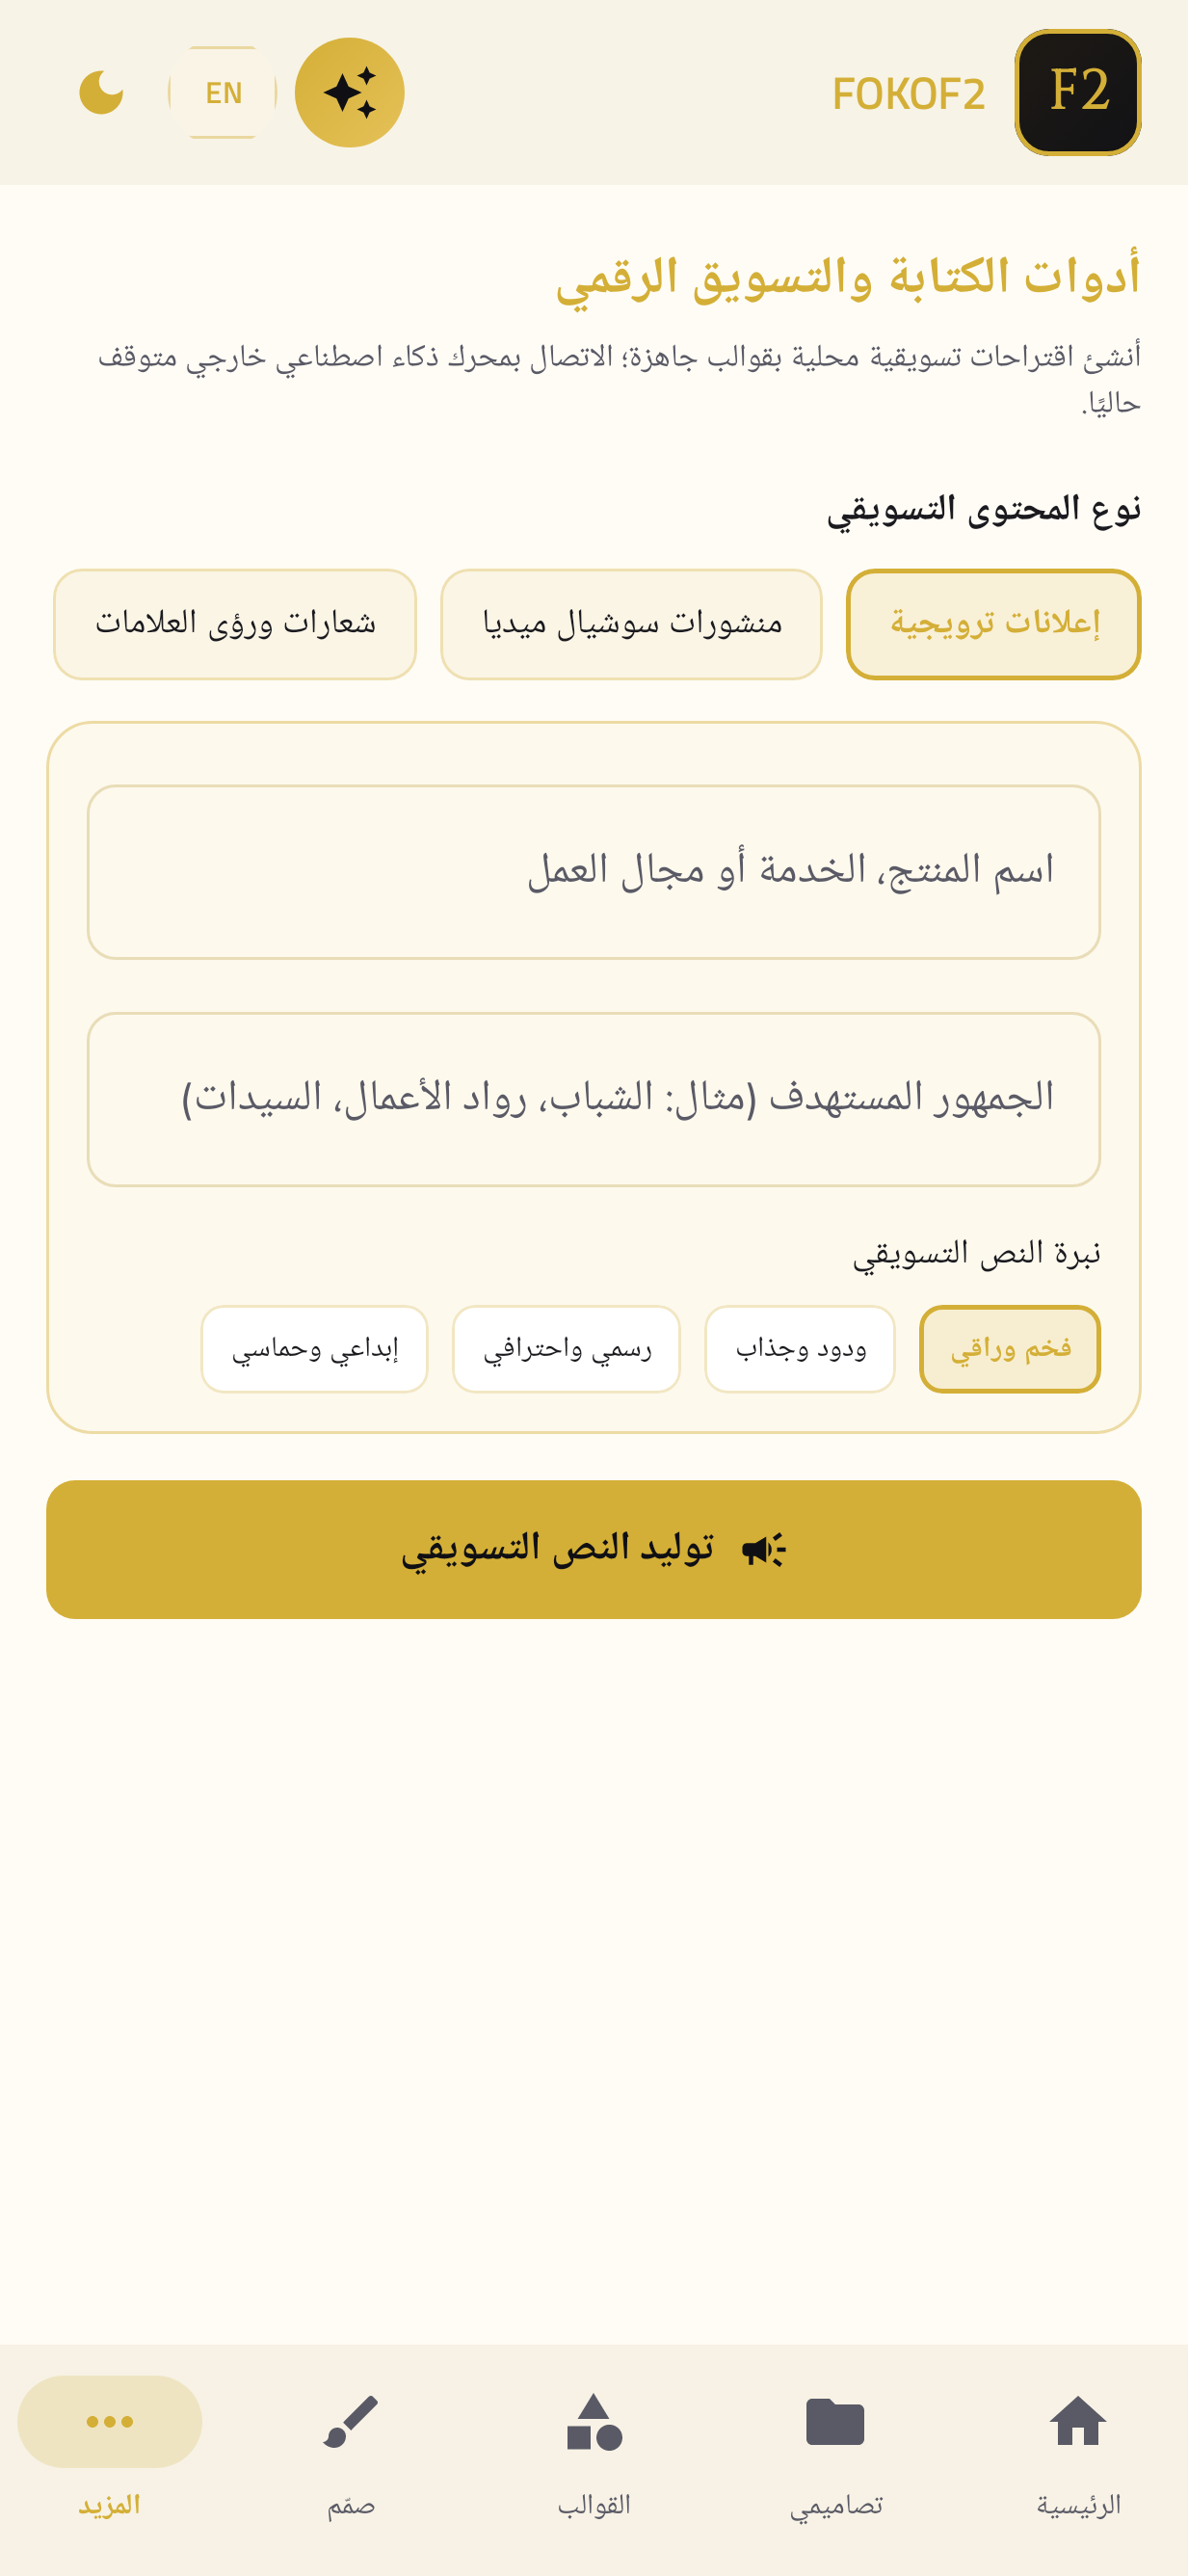 F2
FOKOF2
EN
أدوات الكتابة والتسويق الرقمي
أنشئ اقتراحات تسويقية محلية بقوالب جاهزة؛ الاتصال بمحرك ذكاء اصطناعي خارجي متوقف
حاليًا.
نوع المحتوى التسويقي
إعلانات ترويجية
منشورات سوشيال ميديا
شعارات ورؤى العلامات
اسم المنتج، الخدمة أو مجال العمل
الجمهور المستهدف (مثال: الشباب، رواد الأعمال، السيدات)
نبرة النص التسويقي
فخم وراقي
ودود وجذاب
رسمي واحترافي
إبداعي وحماسي
توليد النص التسويقي
الرئيسية
تصاميمي
القوالب
صمّم
المزيد